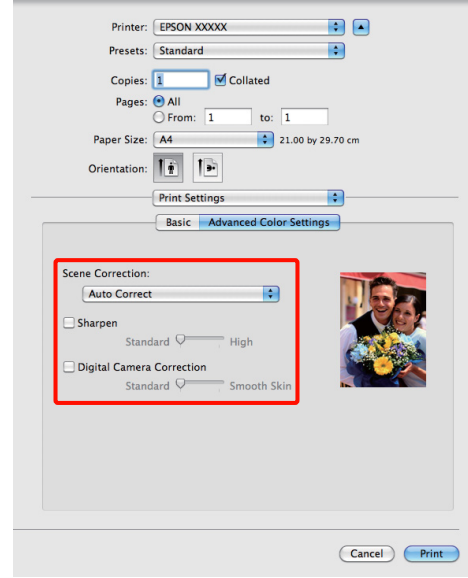 Printer: EPSON XXXXX
Presets: Standard
Copies: 1 Collated
Pages: All
From: 1 to: 1
Paper Size: A4 21.00 by 29.70 cm
Orientation:
Print Settings
Basic Advanced Color Settings
Scene Correction:
Auto Correct
Sharpen
Standard High
Digital Camera Correction
Standard Smooth Skin
Cancel Print